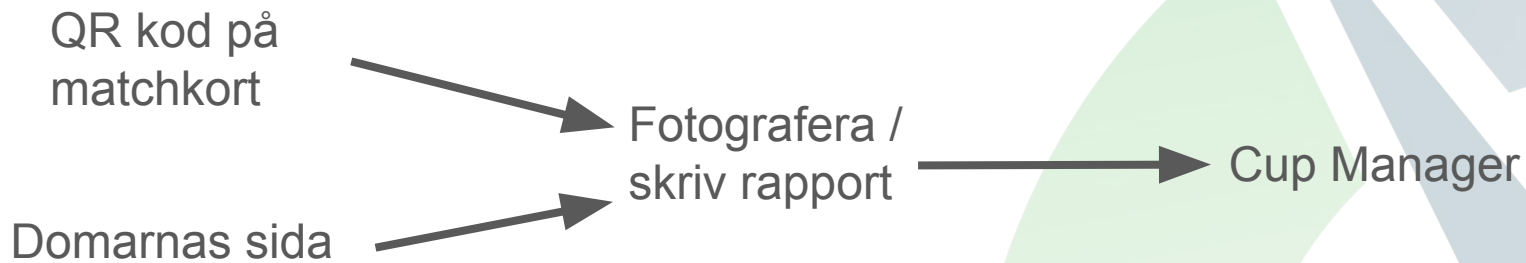 QR kod på
matchkort
Fotografera /
skriv rapport
Cup Manager
Domarnas sida